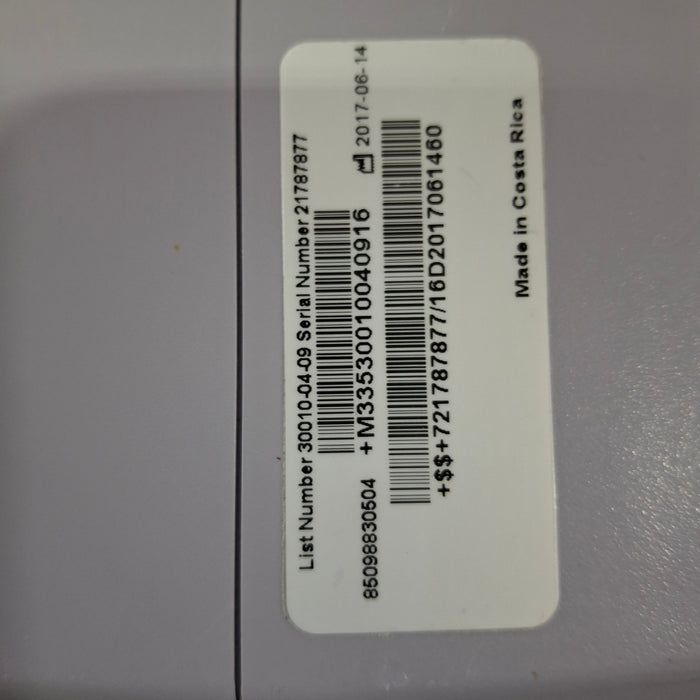 List Number 30010-04-09 Serial Number 21787877
85098830504 +M33530010040916 2017-06-14
+$$+721787877/16D2017061460
Made in Costa Rica